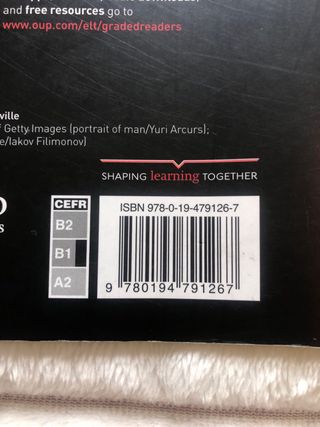 and free resources go to
www.oup.com/elt/gradedreaders
ville
f Getty Images (portrait of man/Yuri Arcurs);
e/Iakov Filimonov)
SHAPING learning TOGETHER
CEFR
B2
B1
A2
ISBN 978-0-19-479126-7
9 780194 791267